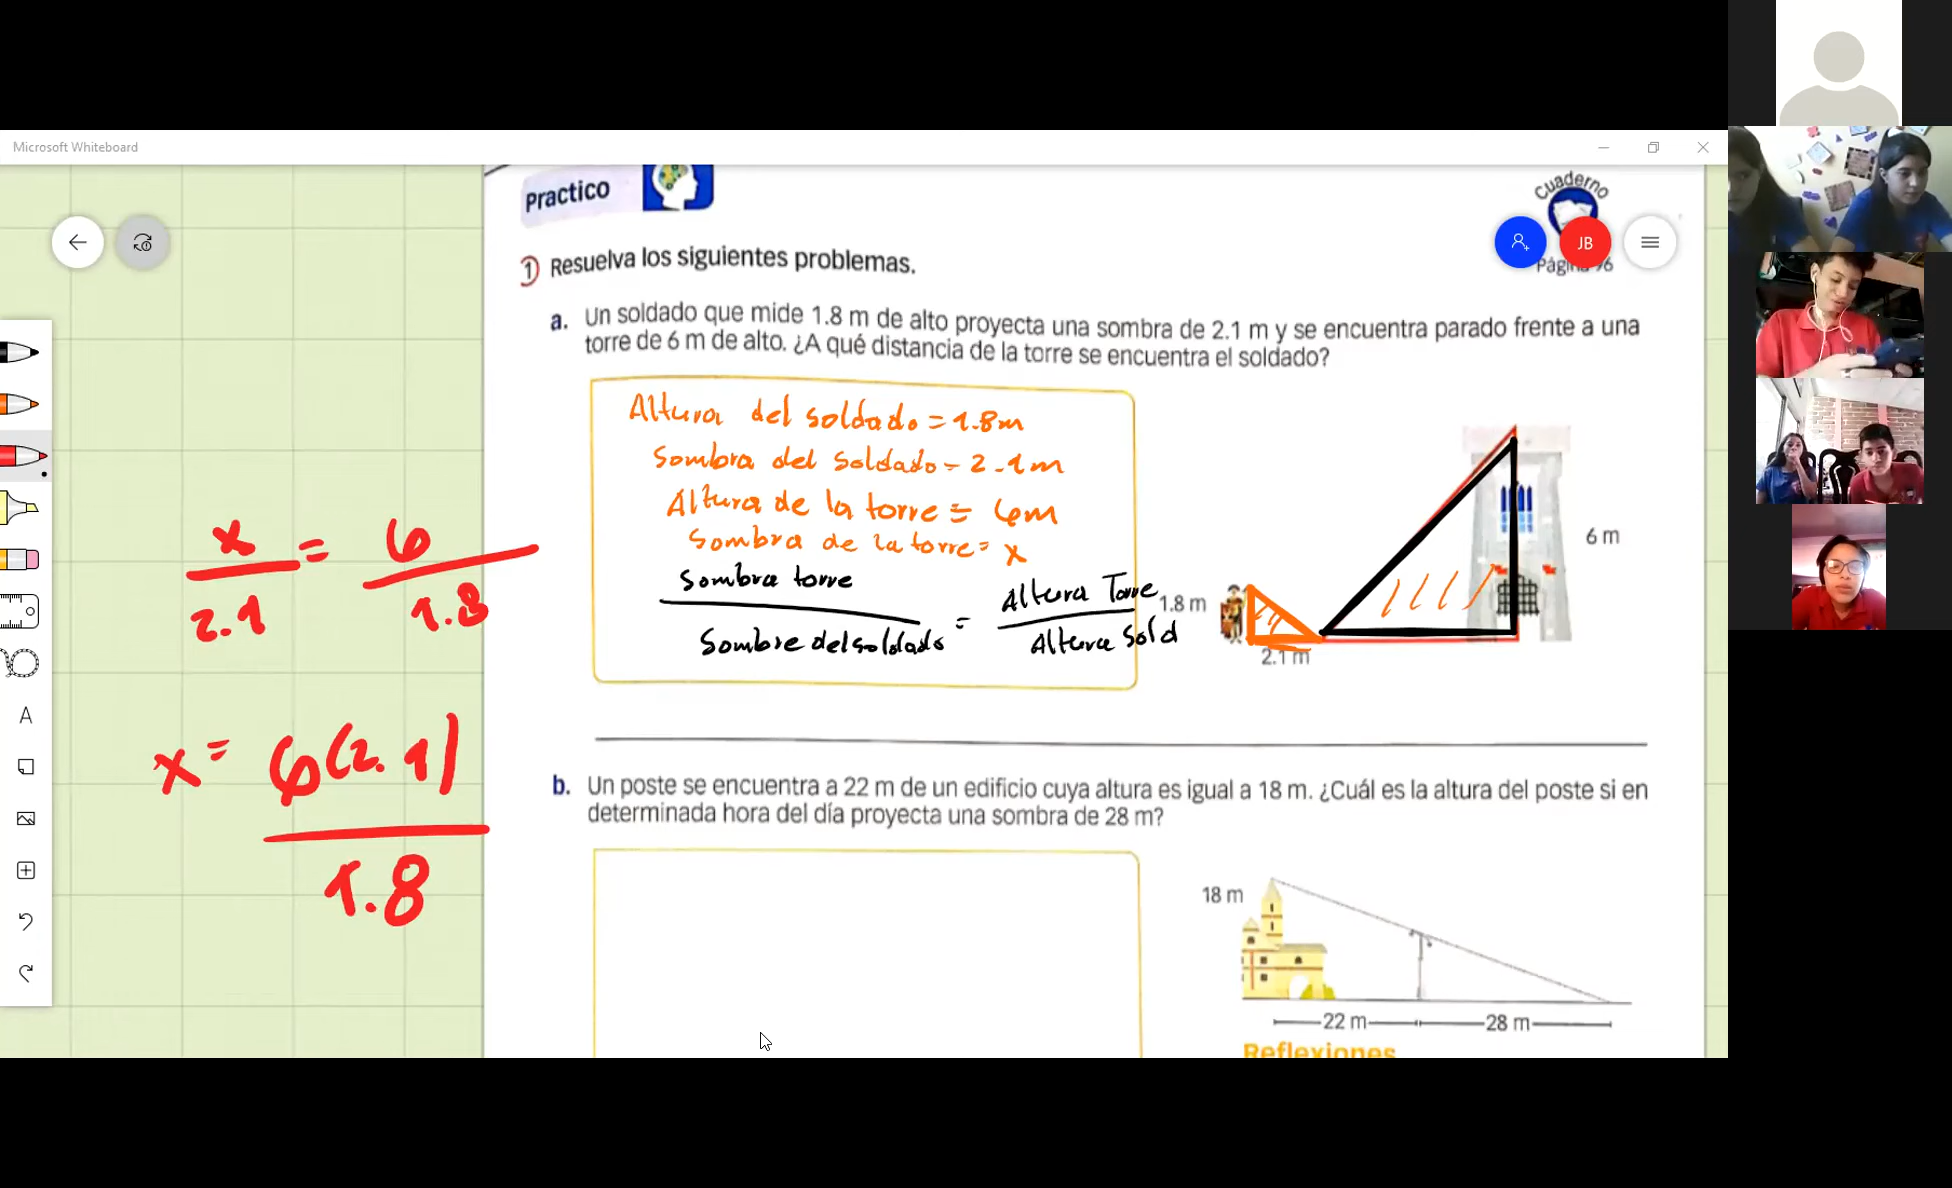 Microsoft Whiteboard
Practico
Cuaderno
JB
1) Resuelva los siguientes problemas.
a. Un soldado que mide 1.8 m de alto proyecta una sombra de 2.1 m y se encuentra parado frente a una
torre de 6 m de alto. ¿A qué distancia de la torre se encuentra el soldado?
Altura del soldado = 1.8m
Sombra del soldado = 2.1m
Altura de la torre = 6m
Sombra de la torre = x
Sombra torre
Sombre del soldado
=
Altura Torre
Altura Sold
1.8 m
2.1 m
6 m
x = 6
2.1 1.8
x = 6(2.1)
1.8
A
b. Un poste se encuentra a 22 m de un edificio cuya altura es igual a 18 m. ¿Cuál es la altura del poste si en
determinada hora del día proyecta una sombra de 28 m?
18 m
22 m 28 m
Reflexiones